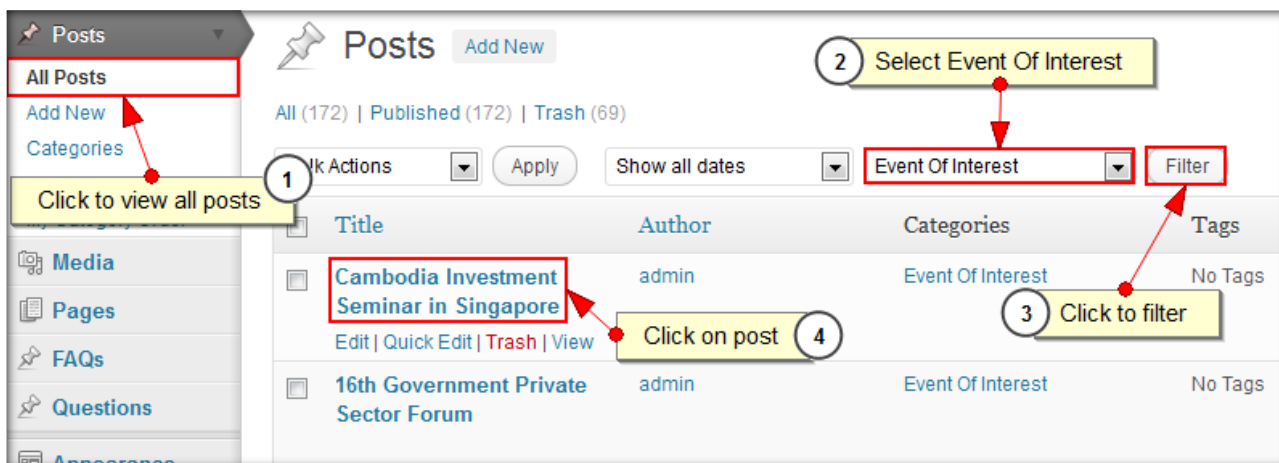 Posts
All Posts
Add New
Categories
1
Click to view all posts
Media
Pages
FAQs
Questions
Appearance
Posts Add New
2 Select Event Of Interest
All (172) | Published (172) | Trash (69)
Actions Apply Show all dates Event Of Interest Filter
Title Author Categories Tags
Cambodia Investment Seminar in Singapore admin Event Of Interest No Tags
Edit | Quick Edit | Trash | View
Click on post 4
3 Click to filter
16th Government Private Sector Forum admin Event Of Interest No Tags